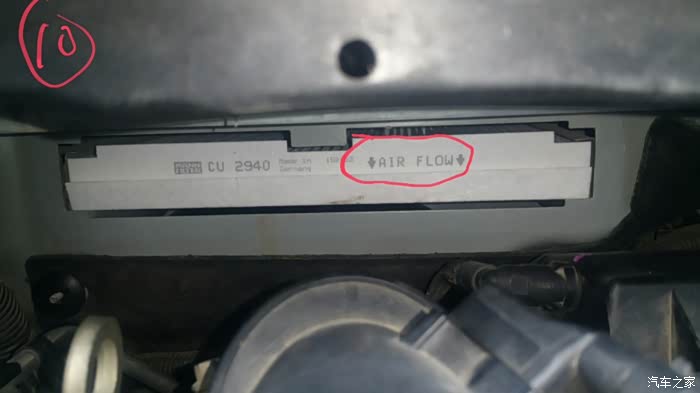 10
MANN
FILTER
CU 2940
Made in
Germany
↓AIR FLOW↓
汽车之家